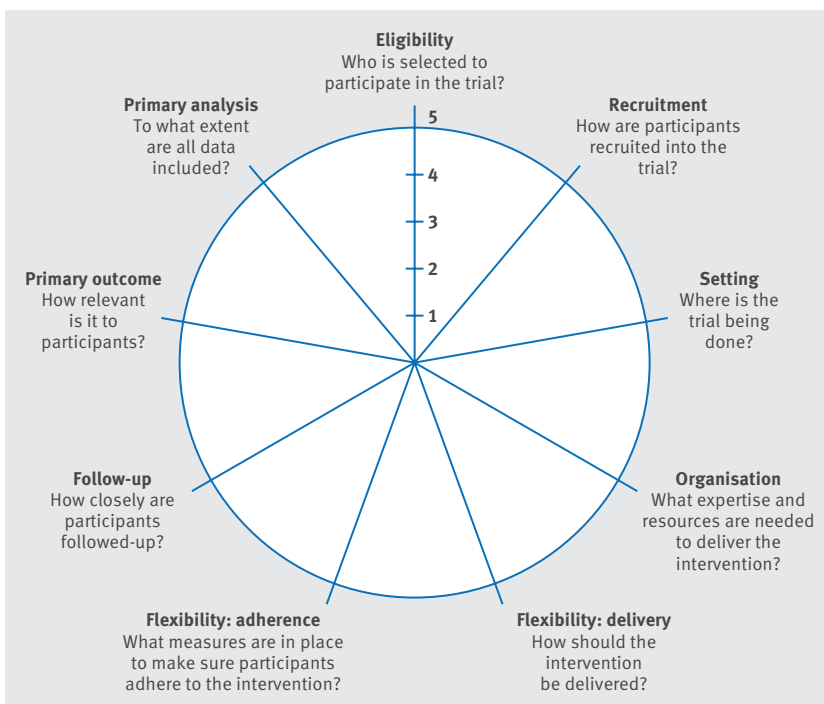 Eligibility
Who is selected to
participate in the trial?
Recruitment
How are participants
recruited into the
trial?
Setting
Where is the
trial being
done?
Organisation
What expertise and
resources are needed
to deliver the
intervention?
Flexibility: delivery
How should the
intervention
be delivered?
Flexibility: adherence
What measures are in place
to make sure participants
adhere to the intervention?
Follow-up
How closely are
participants
followed-up?
Primary outcome
How relevant
is it to
participants?
Primary analysis
To what extent
are all data
included?
5
4
3
2
1